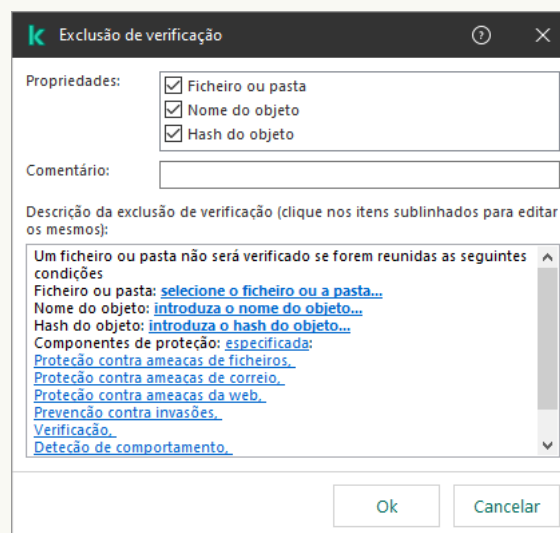 Exclusão de verificação
Propriedades:
Ficheiro ou pasta
Nome do objeto
Hash do objeto
Comentário:
Descrição da exclusão de verificação (clique nos itens sublinhados para editar
os mesmos):
Um ficheiro ou pasta não será verificado se forem reunidas as seguintes
condições
Ficheiro ou pasta: selecione o ficheiro ou a pasta...
Nome do objeto: introduza o nome do objeto...
Hash do objeto: introduza o hash do objeto...
Componentes de proteção: especificada:
Proteção contra ameaças de ficheiros,
Proteção contra ameaças de correio,
Proteção contra ameaças da web,
Prevenção contra invasões,
Verificação,
Deteção de comportamento,
Ok
Cancelar